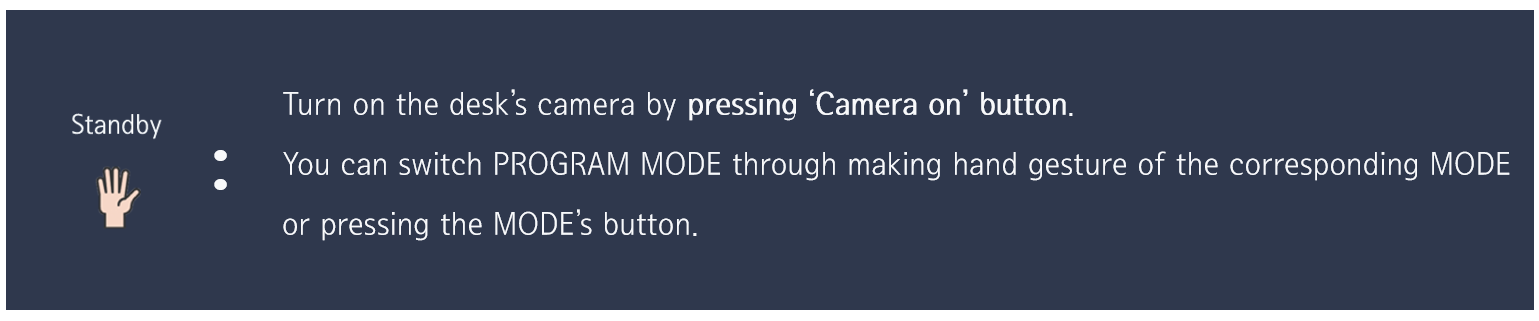 Standby
:
Turn on the desk's camera by pressing ‘Camera on’ button.
You can switch PROGRAM MODE through making hand gesture of the corresponding MODE
or pressing the MODE's button.